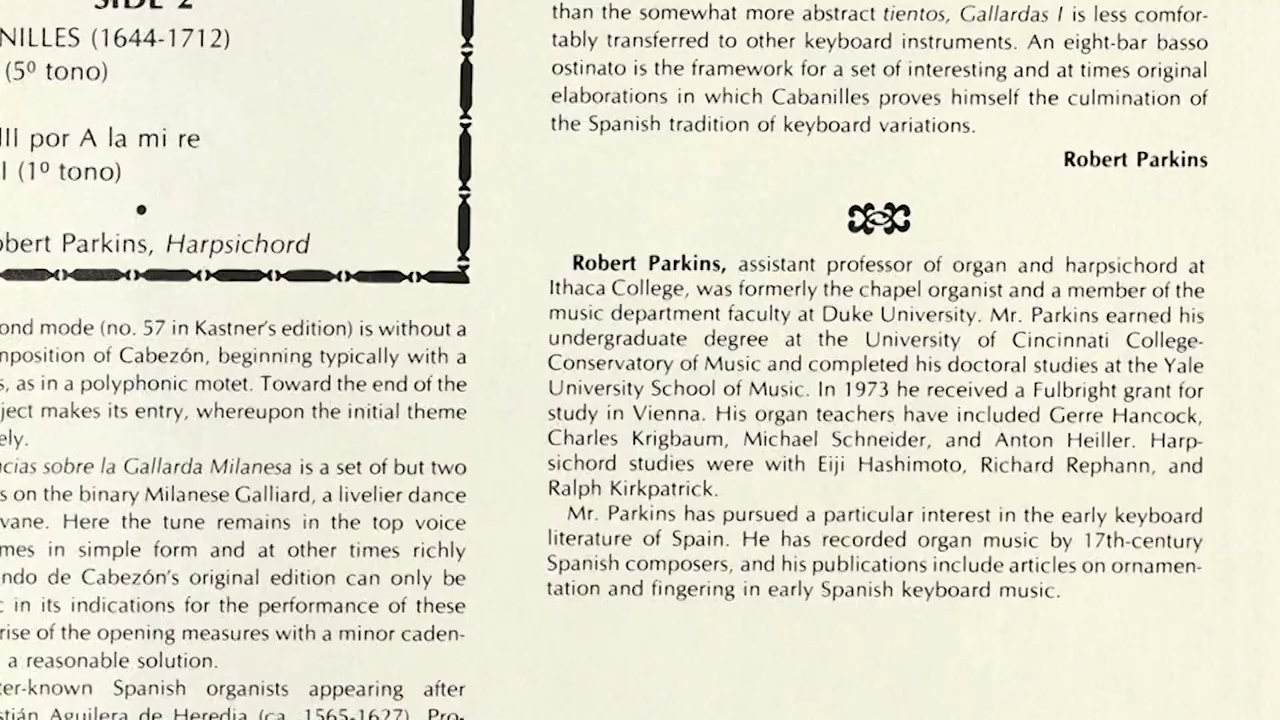 SIDE 2
NILLES (1644-1712)
(5º tono)
III por A la mi re
I (1º tono)
•
obert Parkins, Harpsichord
ond mode (no. 57 in Kastner's edition) is without a
mposition of Cabezón, beginning typically with a
s, as in a polyphonic motet. Toward the end of the
ject makes its entry, whereupon the initial theme
ely.
cias sobre la Gallarda Milanesa is a set of but two
s on the binary Milanese Galliard, a livelier dance
vane. Here the tune remains in the top voice
mes in simple form and at other times richly
ndo de Cabezón's original edition can only be
c in its indications for the performance of these
rise of the opening measures with a minor caden-
a reasonable solution.
ter-known Spanish organists appearing after
stián Aguilera de Heredia (ca. 1565-1627). Pro-
than the somewhat more abstract tientos, Gallardas I is less comfor-
tably transferred to other keyboard instruments. An eight-bar basso
ostinato is the framework for a set of interesting and at times original
elaborations in which Cabanilles proves himself the culmination of
the Spanish tradition of keyboard variations.
Robert Parkins
Robert Parkins, assistant professor of organ and harpsichord at
Ithaca College, was formerly the chapel organist and a member of the
music department faculty at Duke University. Mr. Parkins earned his
undergraduate degree at the University of Cincinnati College-
Conservatory of Music and completed his doctoral studies at the Yale
University School of Music. In 1973 he received a Fulbright grant for
study in Vienna. His organ teachers have included Gerre Hancock,
Charles Krigbaum, Michael Schneider, and Anton Heiller. Harp-
sichord studies were with Eiji Hashimoto, Richard Rephann, and
Ralph Kirkpatrick.
Mr. Parkins has pursued a particular interest in the early keyboard
literature of Spain. He has recorded organ music by 17th-century
Spanish composers, and his publications include articles on ornamen-
tation and fingering in early Spanish keyboard music.